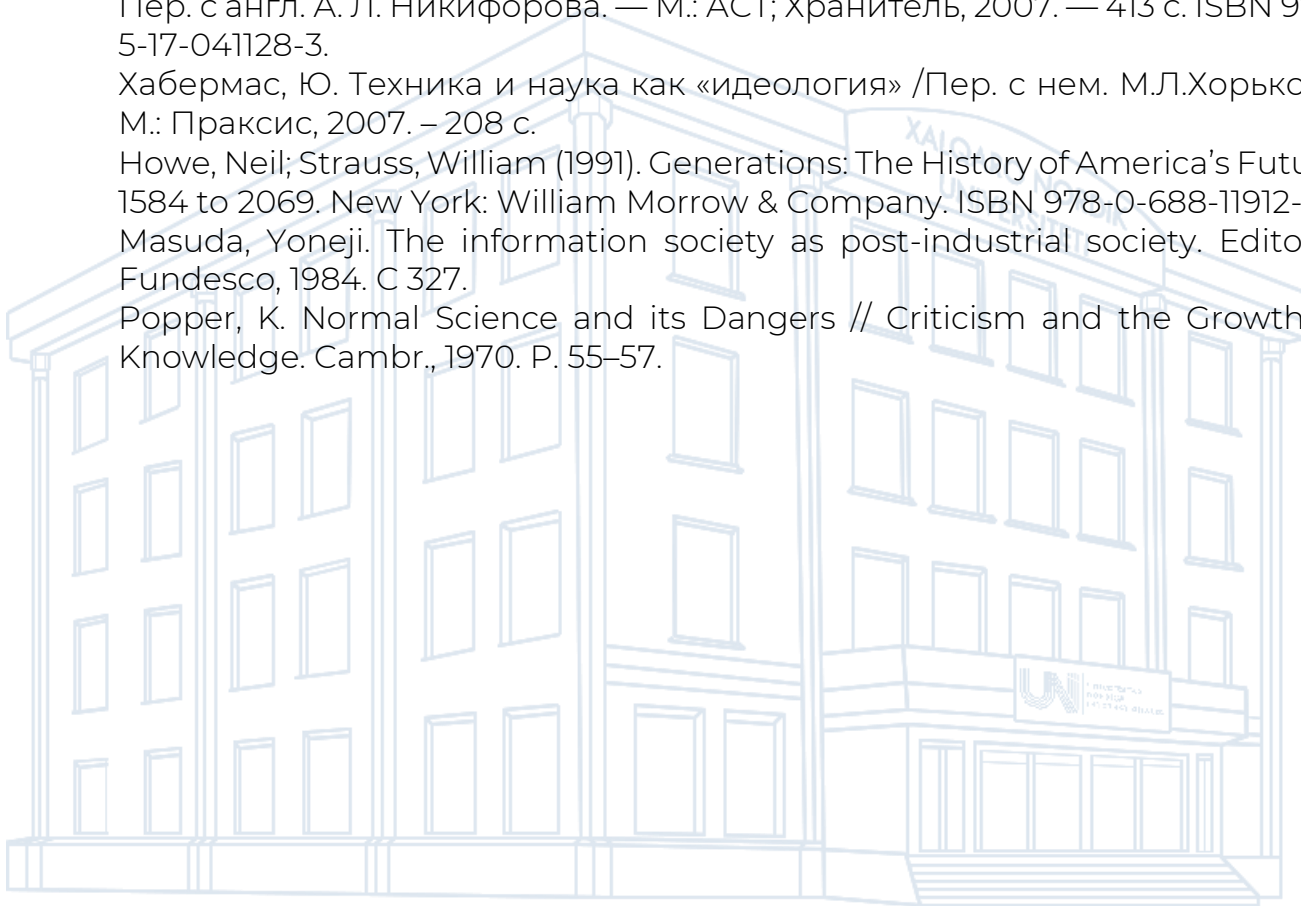 Пер. с англ. А. Л. Никифорова. — М.: АСТ; Хранитель, 2007. — 413 с. ISBN 9
5-17-041128-3.
Хабермас, Ю. Техника и наука как «идеология» /Пер. с нем. М.Л.Хорько
М.: Праксис, 2007. – 208 с.
Howe, Neil; Strauss, William (1991). Generations: The History of America’s Futu
1584 to 2069. New York: William Morrow & Company. ISBN 978-0-688-11912-
Masuda, Yoneji. The information society as post-industrial society. Edito
Fundesco, 1984. С 327.
Popper, K. Normal Science and its Dangers // Criticism and the Growth
Knowledge. Cambr., 1970. P. 55–57.
UNI